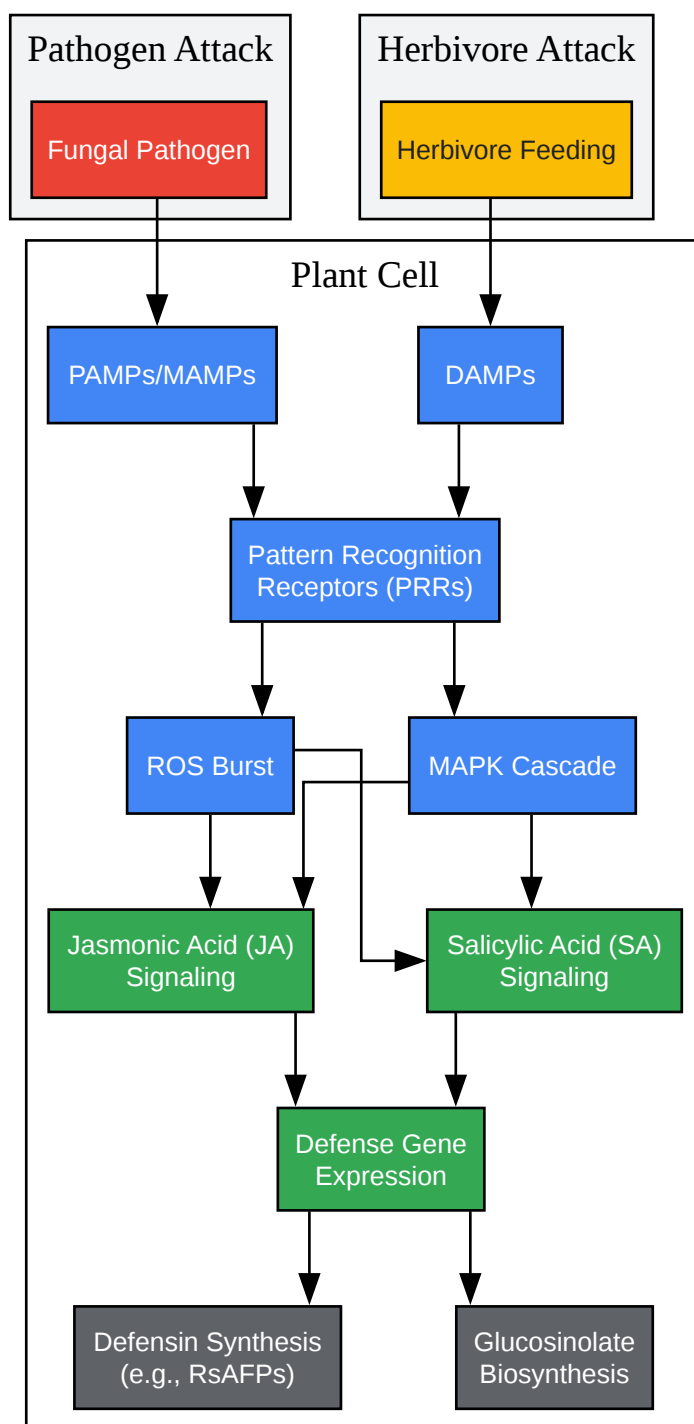 Pathogen Attack
Herbivore Attack
Fungal Pathogen
Herbivore Feeding
Plant Cell
PAMPs/MAMPs
DAMPs
Pattern Recognition
Receptors (PRRs)
ROS Burst
MAPK Cascade
Jasmonic Acid (JA)
Signaling
Salicylic Acid (SA)
Signaling
Defense Gene
Expression
Defensin Synthesis
(e.g., RsAFPs)
Glucosinolate
Biosynthesis